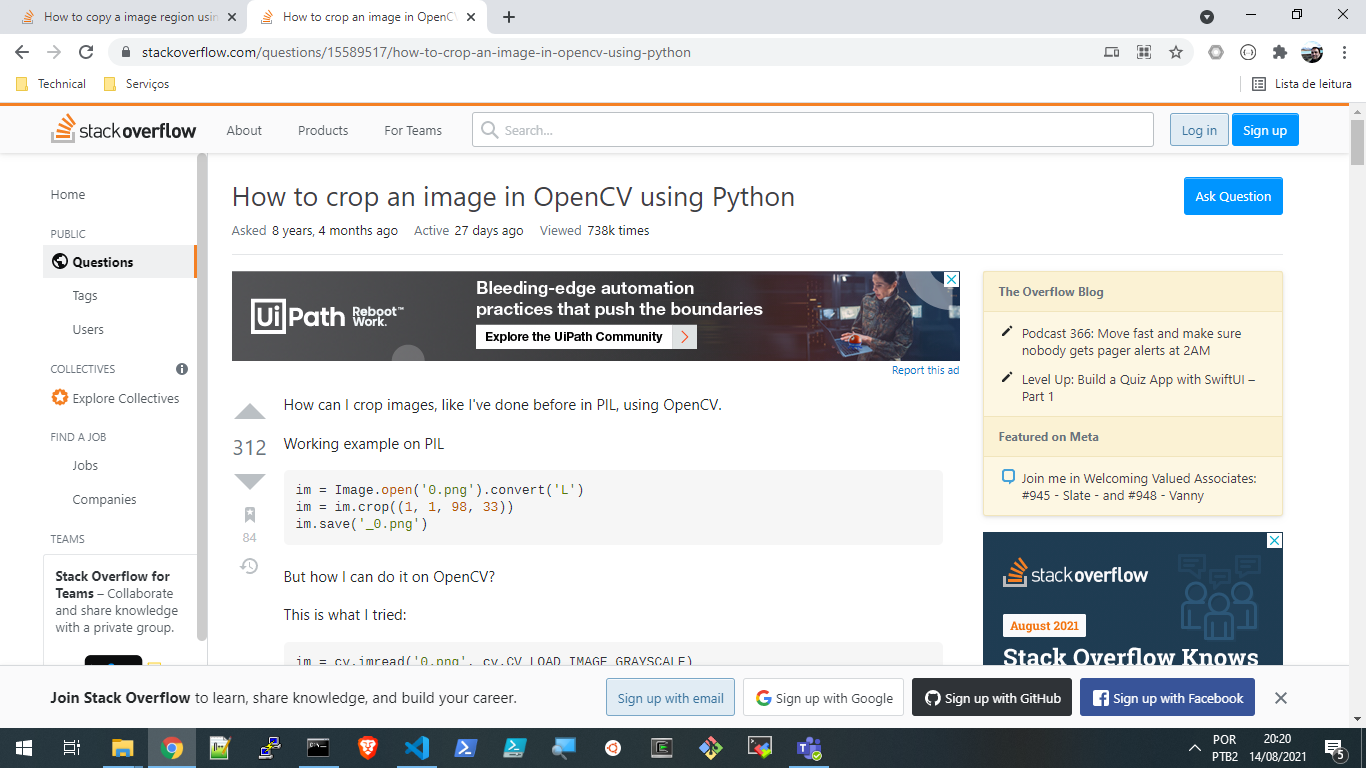 How to copy a image region usin
How to crop an image in OpenCV
stackoverflow.com/questions/15589517/how-to-crop-an-image-in-opencv-using-python
Technical
Serviços
Lista de leitura
stackoverflow
About
Products
For Teams
Search...
Log in
Sign up
Home
PUBLIC
Questions
Tags
Users
COLLECTIVES
Explore Collectives
FIND A JOB
Jobs
Companies
TEAMS
Stack Overflow for
Teams – Collaborate
and share knowledge
with a private group.
How to crop an image in OpenCV using Python
Ask Question
Asked 8 years, 4 months ago Active 27 days ago Viewed 738k times
UiPath Reboot Work.™
Bleeding-edge automation
practices that push the boundaries
Explore the UiPath Community
Report this ad
312
84
How can I crop images, like I've done before in PIL, using OpenCV.
Working example on PIL
im = Image.open('0.png').convert('L')
im = im.crop((1, 1, 98, 33))
im.save('_0.png')
But how I can do it on OpenCV?
This is what I tried:
im = cv.imread('0.png', cv.CV_LOAD_IMAGE_GRAYSCALE)
The Overflow Blog
Podcast 366: Move fast and make sure
nobody gets pager alerts at 2AM
Level Up: Build a Quiz App with SwiftUI –
Part 1
Featured on Meta
Join me in Welcoming Valued Associates:
#945 - Slate - and #948 - Vanny
stackoverflow
August 2021
Stack Overflow Knows
Join Stack Overflow to learn, share knowledge, and build your career.
Sign up with email
Sign up with Google
Sign up with GitHub
Sign up with Facebook
POR
PTB2
20:20
14/08/2021
5